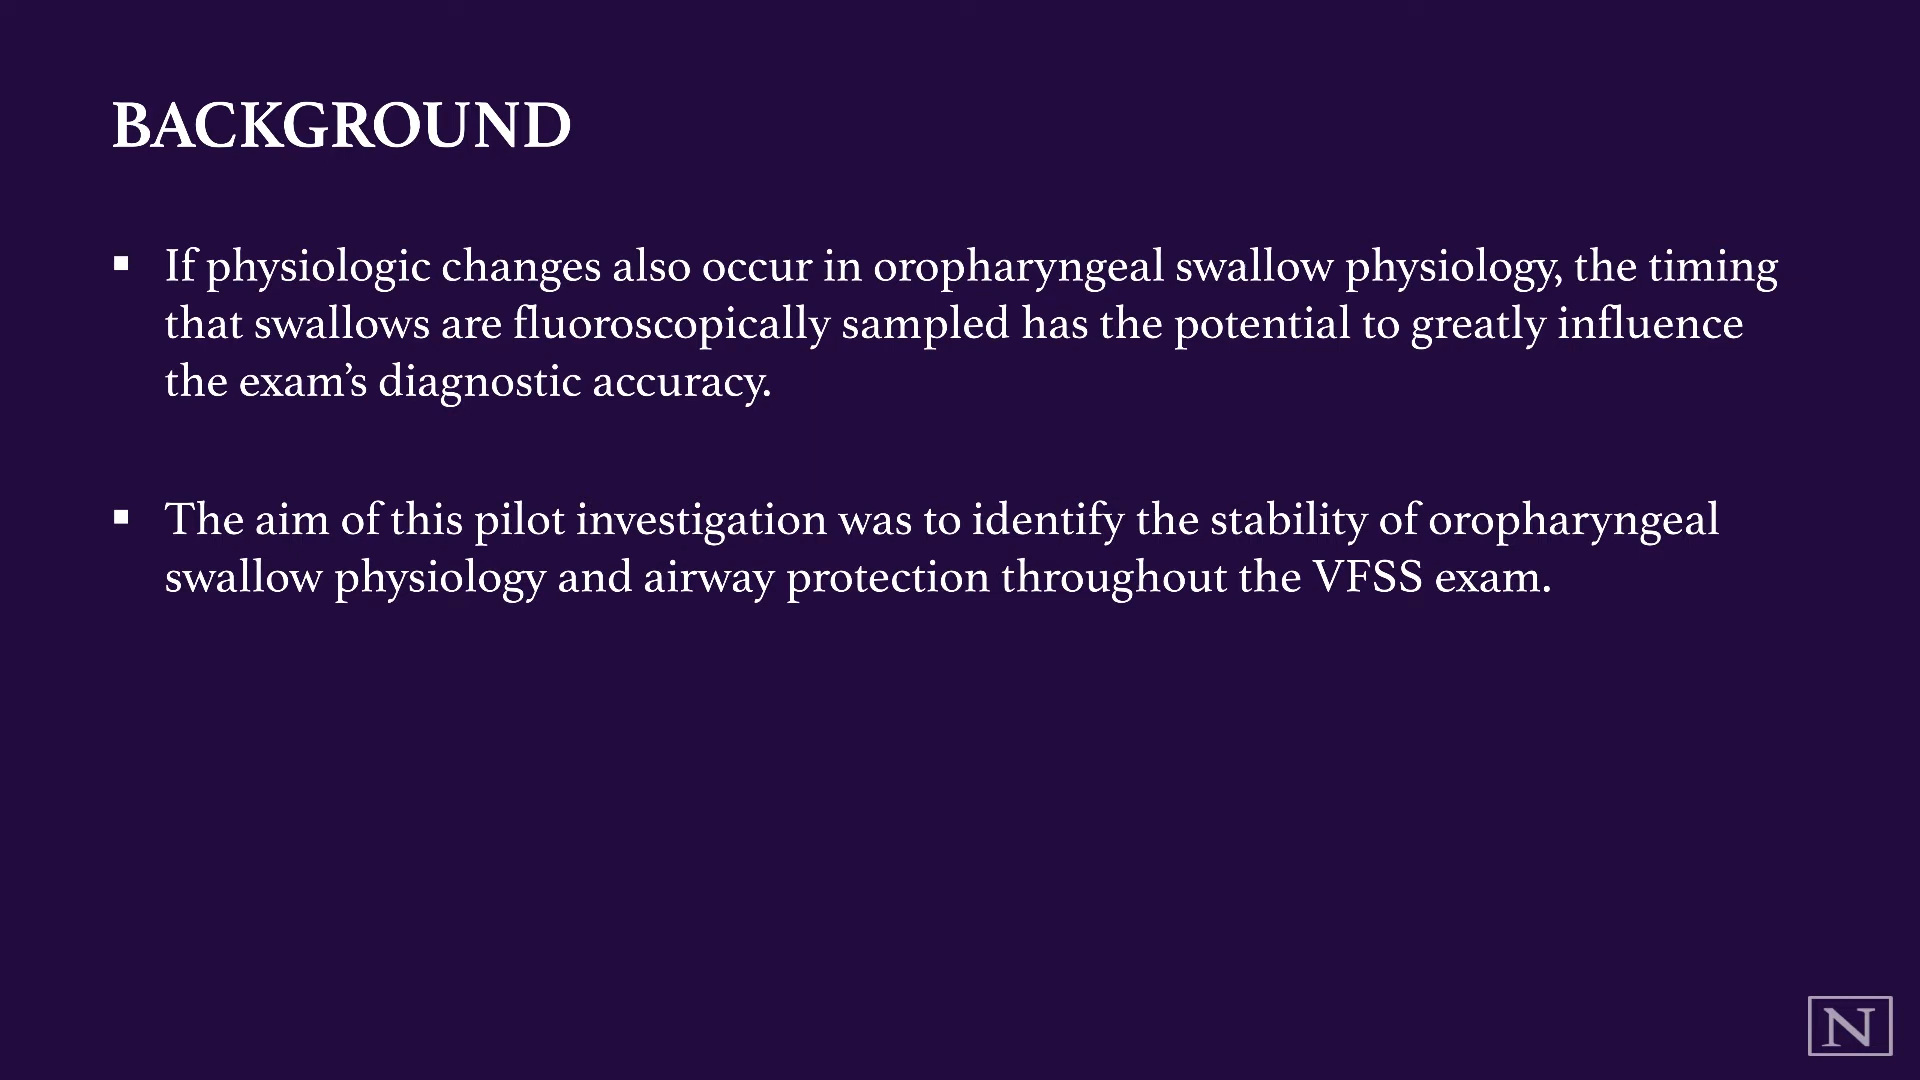 BACKGROUND
▪ If physiologic changes also occur in oropharyngeal swallow physiology, the timing
that swallows are fluoroscopically sampled has the potential to greatly influence
the exam’s diagnostic accuracy.
▪ The aim of this pilot investigation was to identify the stability of oropharyngeal
swallow physiology and airway protection throughout the VFSS exam.
N